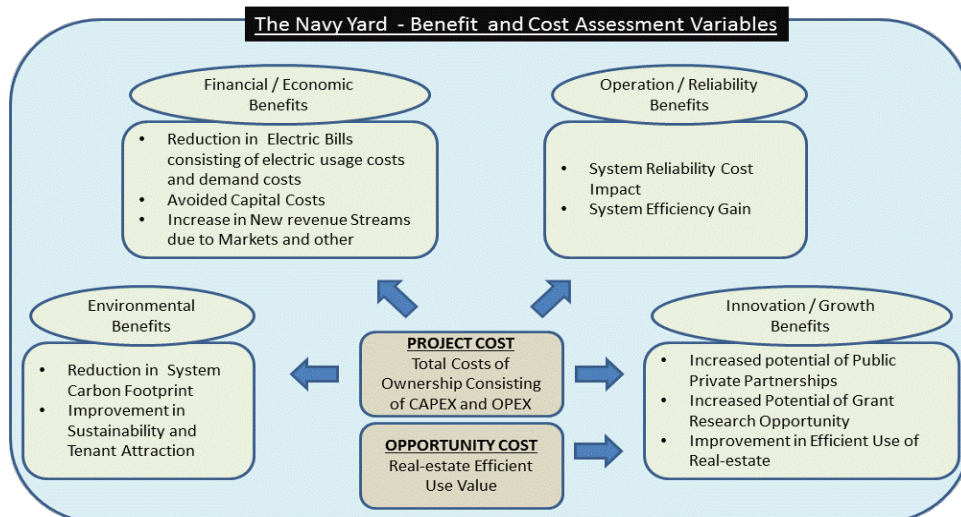 The Navy Yard - Benefit and Cost Assessment Variables
Financial / Economic
Benefits
• Reduction in Electric Bills
consisting of electric usage costs
and demand costs
• Avoided Capital Costs
• Increase in New revenue Streams
due to Markets and other
Operation / Reliability
Benefits
• System Reliability Cost
Impact
• System Efficiency Gain
Environmental
Benefits
• Reduction in System
Carbon Footprint
• Improvement in
Sustainability and
Tenant Attraction
PROJECT COST
Total Costs of
Ownership Consisting
of CAPEX and OPEX
OPPORTUNITY COST
Real-estate Efficient
Use Value
Innovation / Growth
Benefits
• Increased potential of Public
Private Partnerships
• Increased Potential of Grant
Research Opportunity
• Improvement in Efficient Use of
Real-estate